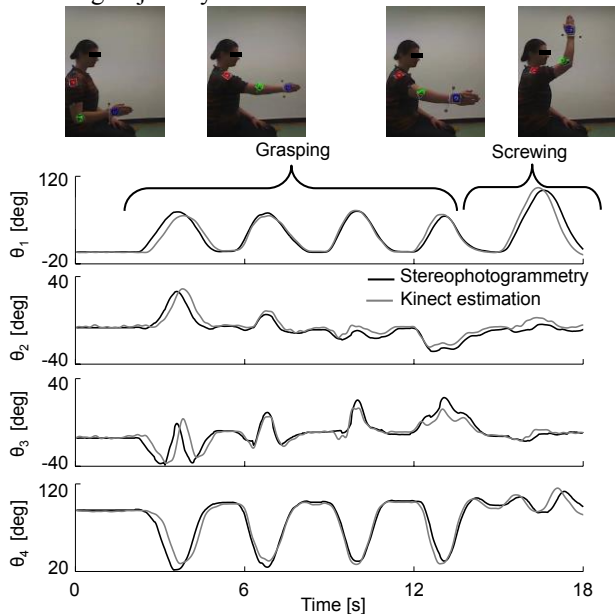 Grasping
Screwing
120
θ1 [deg]
-20
40
Stereophotogrammetry
Kinect estimation
θ2 [deg]
-40
40
θ3 [deg]
-40
120
θ4 [deg]
20
0 6 12 18
Time [s]